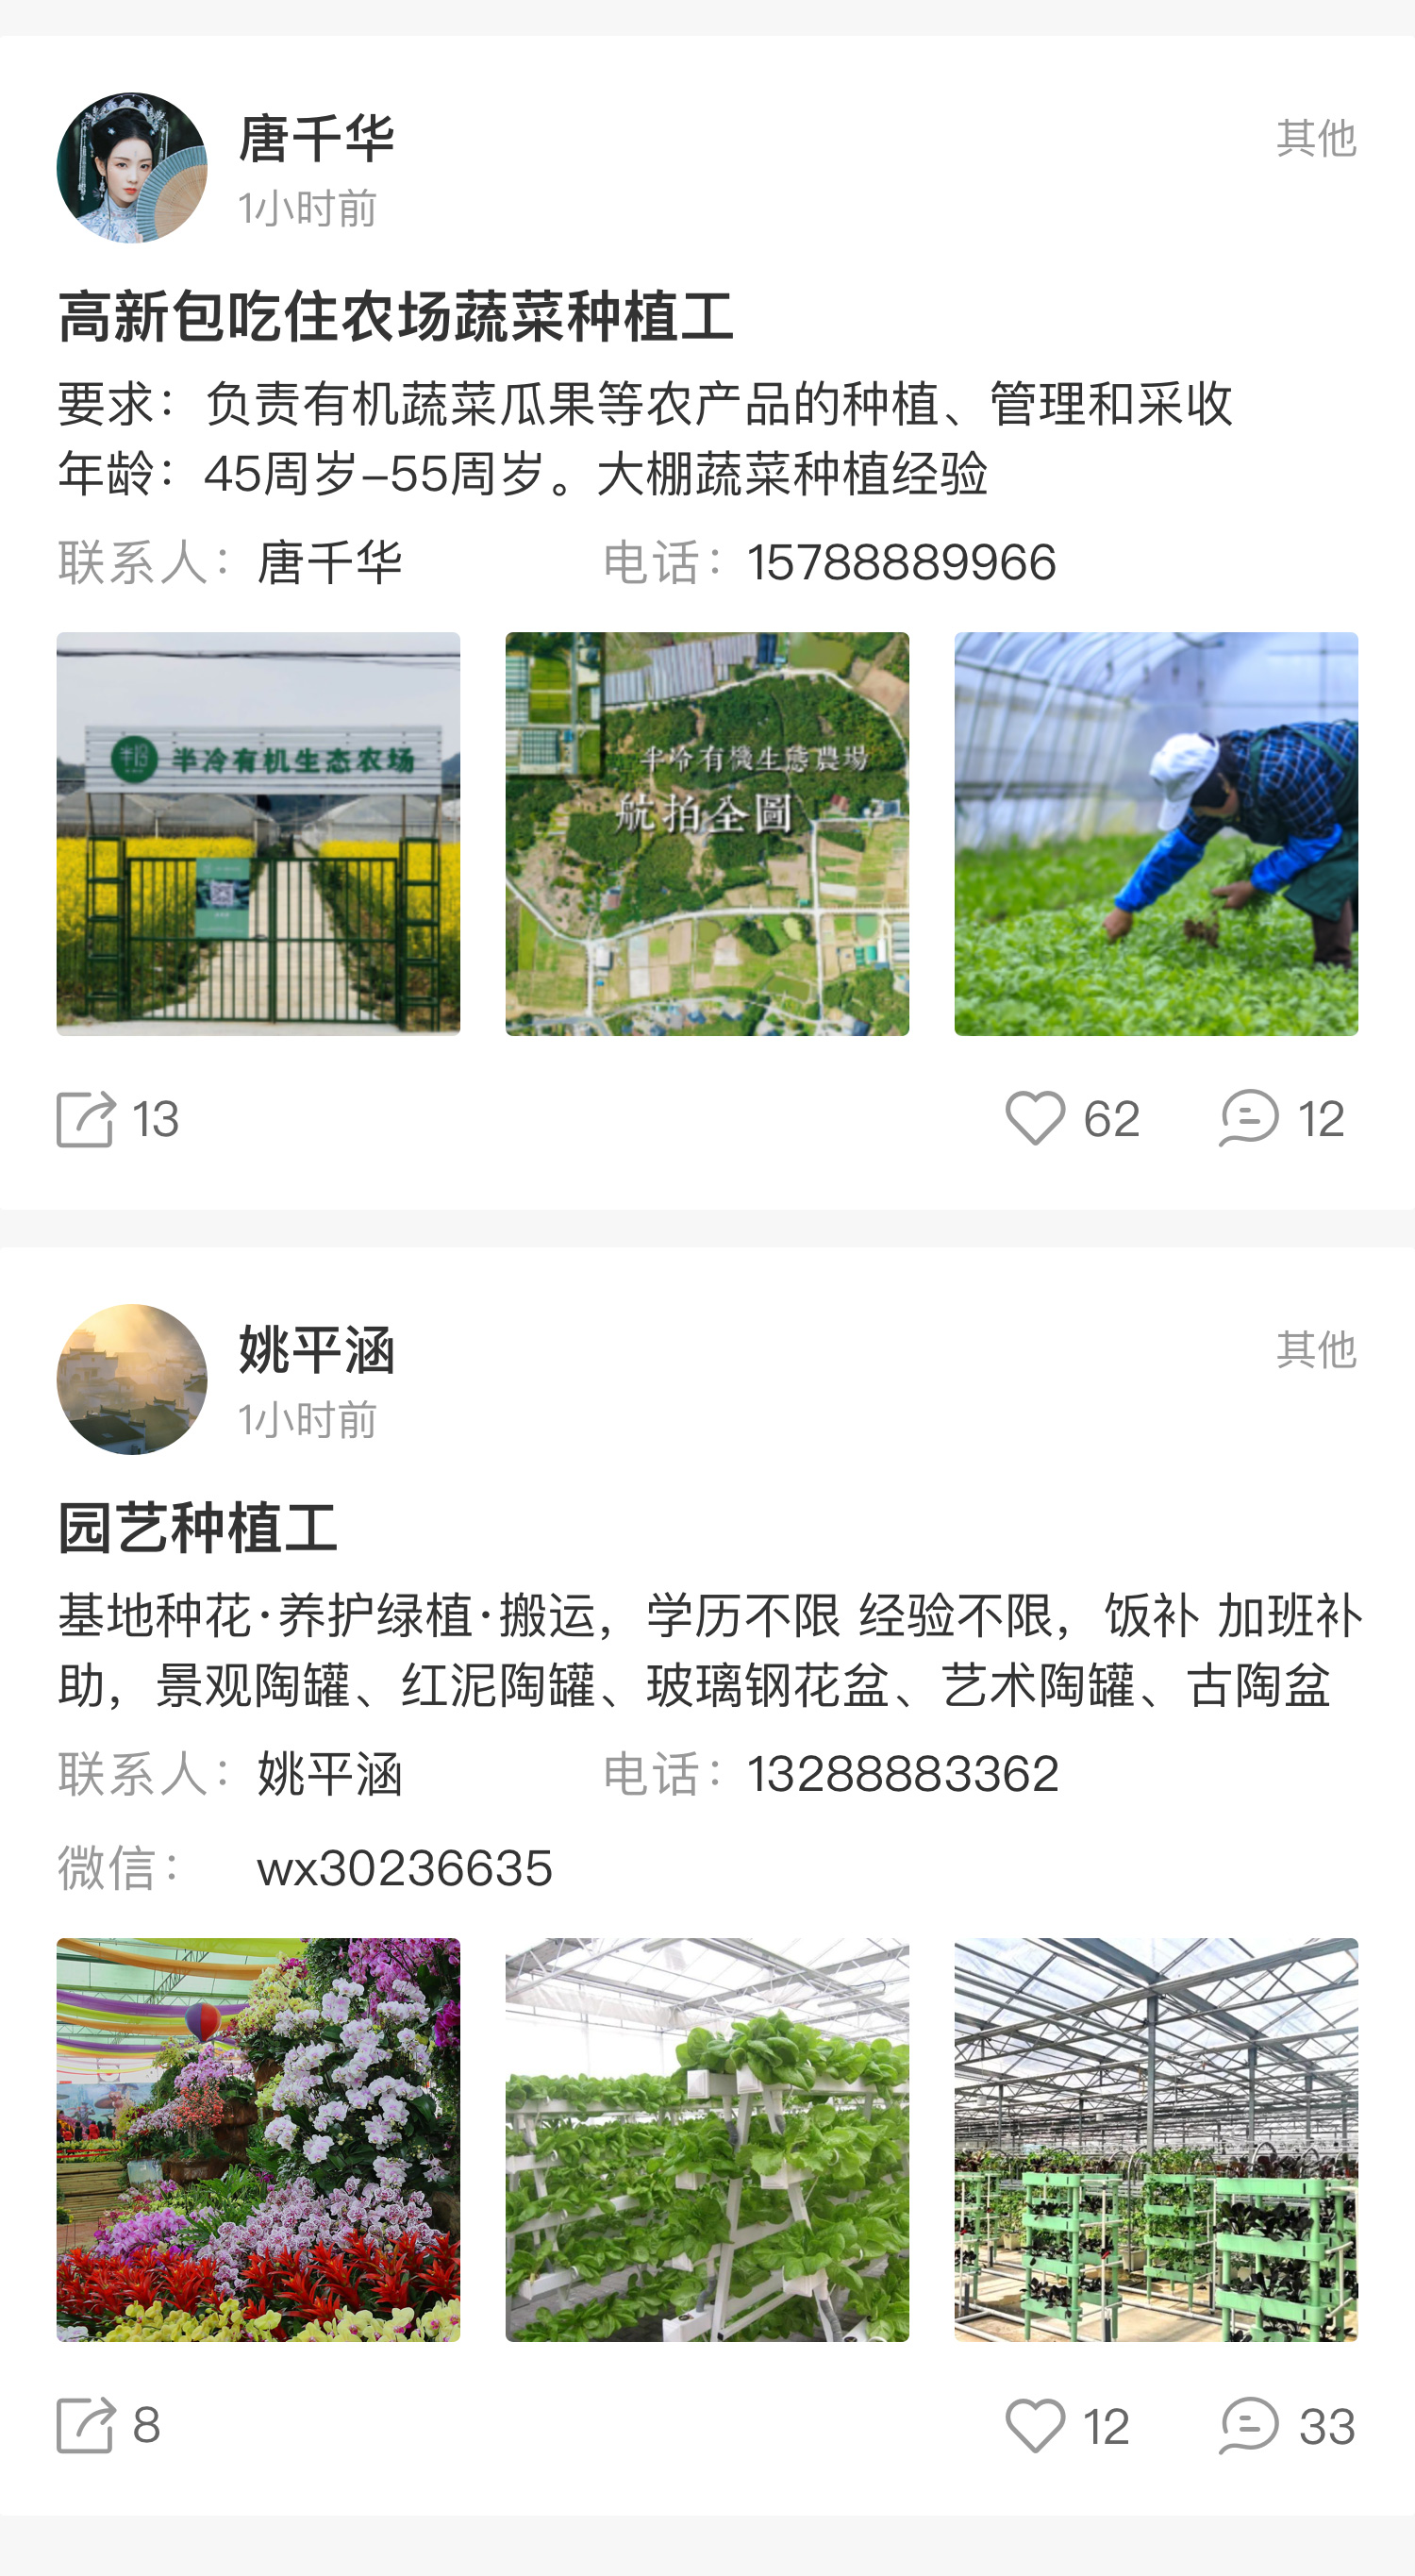 唐千华
其他
1小时前
高新包吃住农场蔬菜种植工
要求：负责有机蔬菜瓜果等农产品的种植、管理和采收
年龄：45周岁–55周岁。大棚蔬菜种植经验
联系人：唐千华 电话：15788889966
半冷有机生态农场
半冷有機生態農場
航拍全圖
13 62 12
姚平涵
其他
1小时前
园艺种植工
基地种花·养护绿植·搬运，学历不限 经验不限，饭补 加班补
助，景观陶罐、红泥陶罐、玻璃钢花盆、艺术陶罐、古陶盆
联系人：姚平涵 电话：13288883362
微信： wx30236635
8 12 33